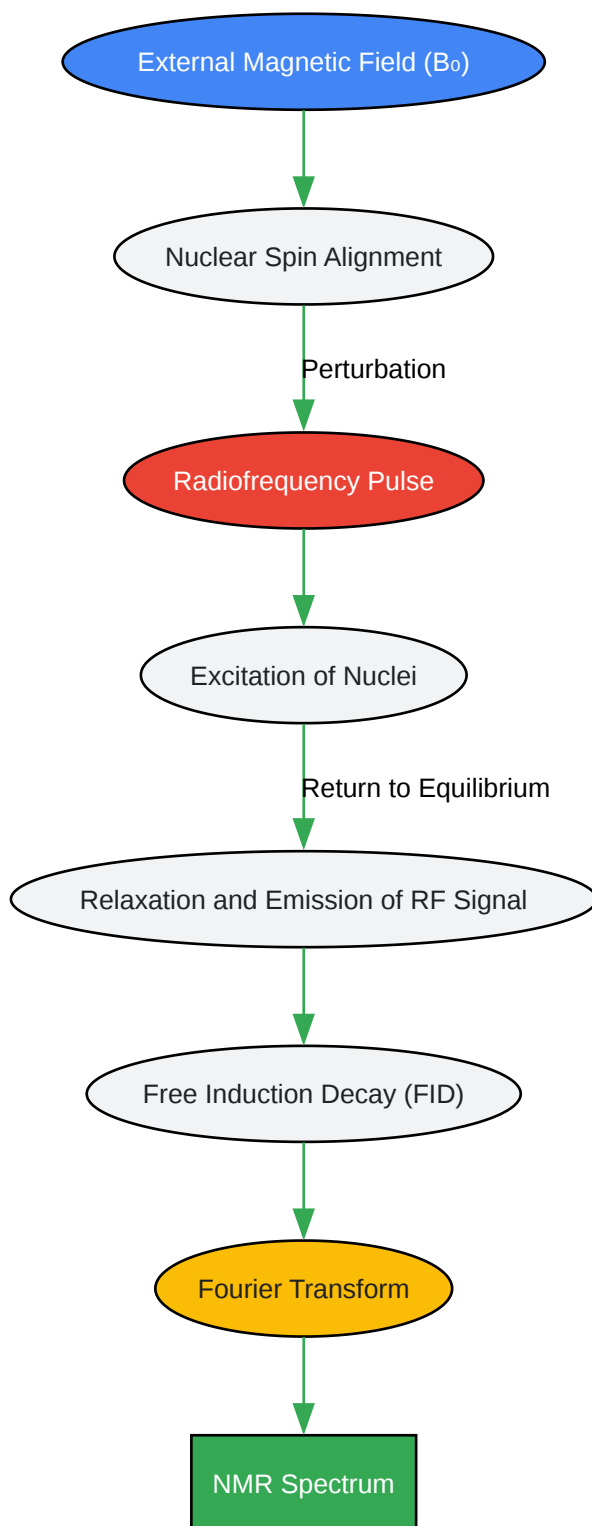 External Magnetic Field (B₀)
Nuclear Spin Alignment
Perturbation
Radiofrequency Pulse
Excitation of Nuclei
Return to Equilibrium
Relaxation and Emission of RF Signal
Free Induction Decay (FID)
Fourier Transform
NMR Spectrum